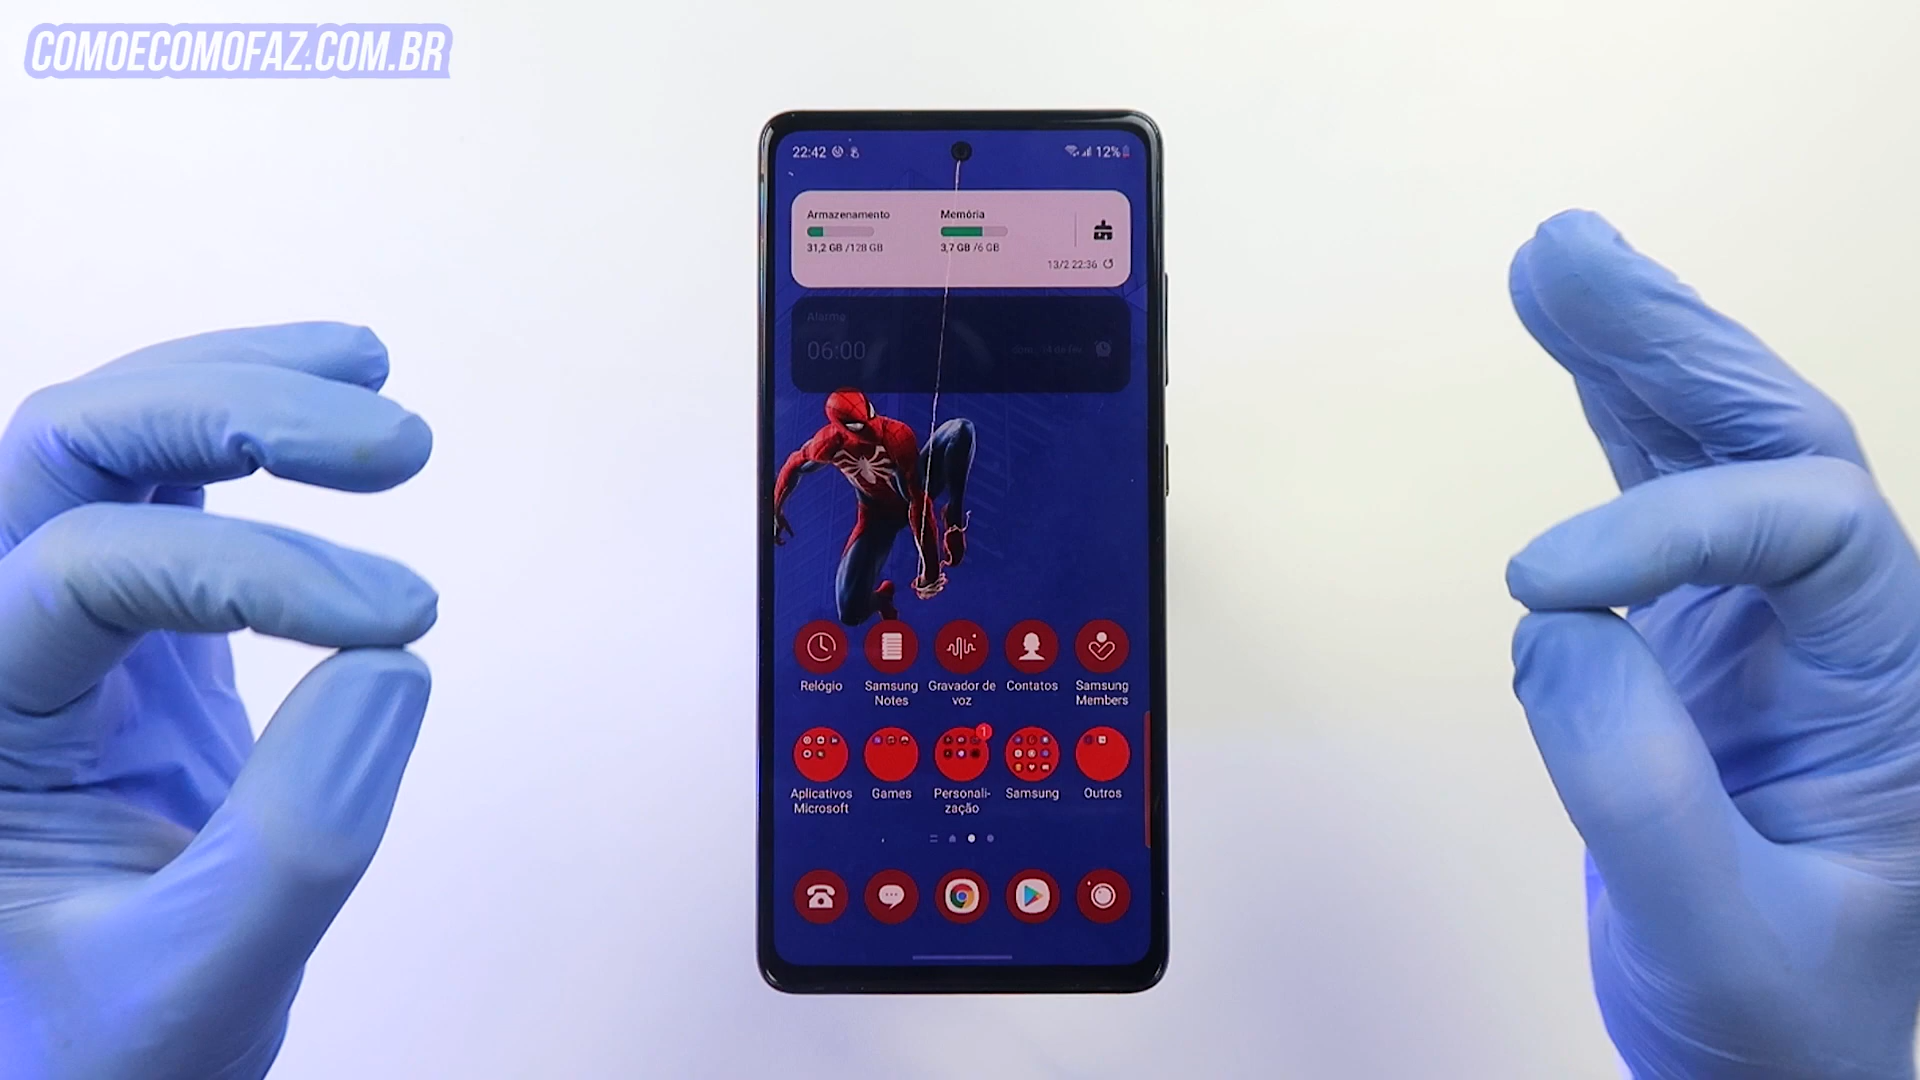 COMOECOMOFAZ.COM.BR
22:42 12%
Armazenamento Memória
31,2 GB /128 GB 3,7 GB /6 GB
13/2 22:36
Alarme
06:00
Relógio Samsung Notes Gravador de voz Contatos Samsung Members
1
Aplicativos Microsoft Games Personali-zação Samsung Outros